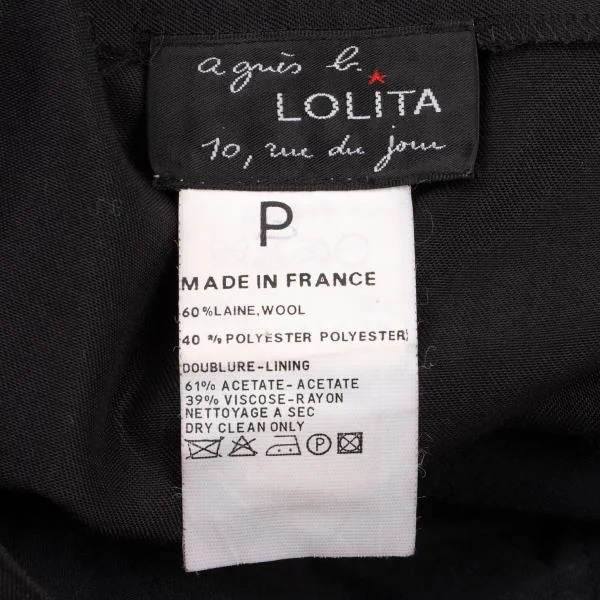 agnès b.
LOLITA
10, rue du jour
P
MADE IN FRANCE
60% LAINE, WOOL
40 % POLYESTER POLYESTER
DOUBLURE-LINING
61% ACETATE-ACETATE
39% VISCOSE-RAYON
NETTOYAGE A SEC
DRY CLEAN ONLY
P